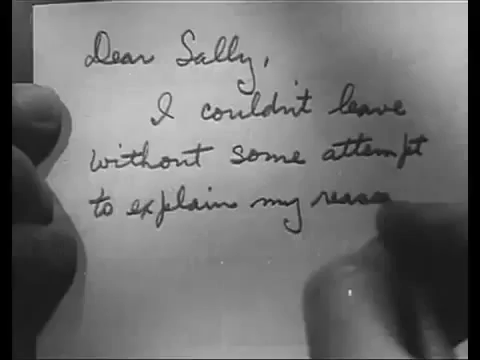 Dear Sally,
I couldn't leave
without some attempt
to explain my